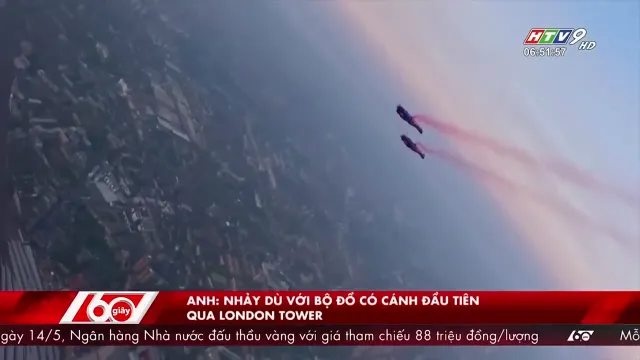 HTV9 HD
06:51:57
60 giây
ANH: NHẢY DÙ VỚI BỘ ĐỒ CÓ CÁNH ĐẦU TIÊN
QUA LONDON TOWER
gày 14/5, Ngân hàng Nhà nước đấu thầu vàng với giá tham chiếu 88 triệu đồng/lượng 60 Mỗ